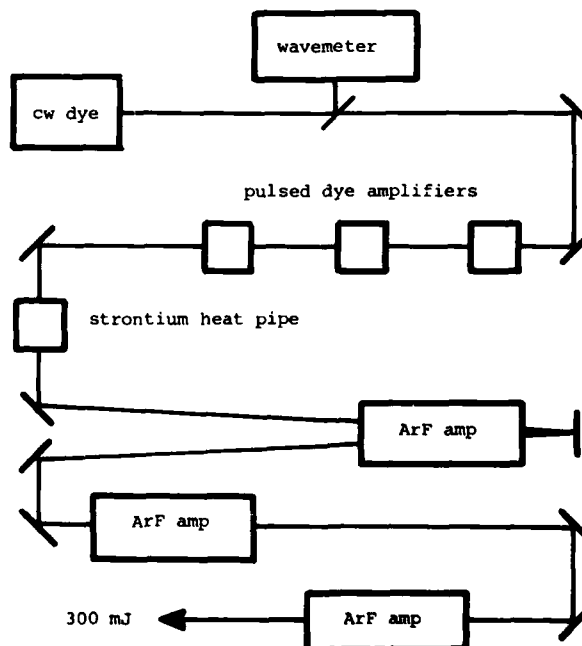 wavemeter
cw dye
pulsed dye amplifiers
strontium heat pipe
ArF amp
ArF amp
300 mJ
ArF amp